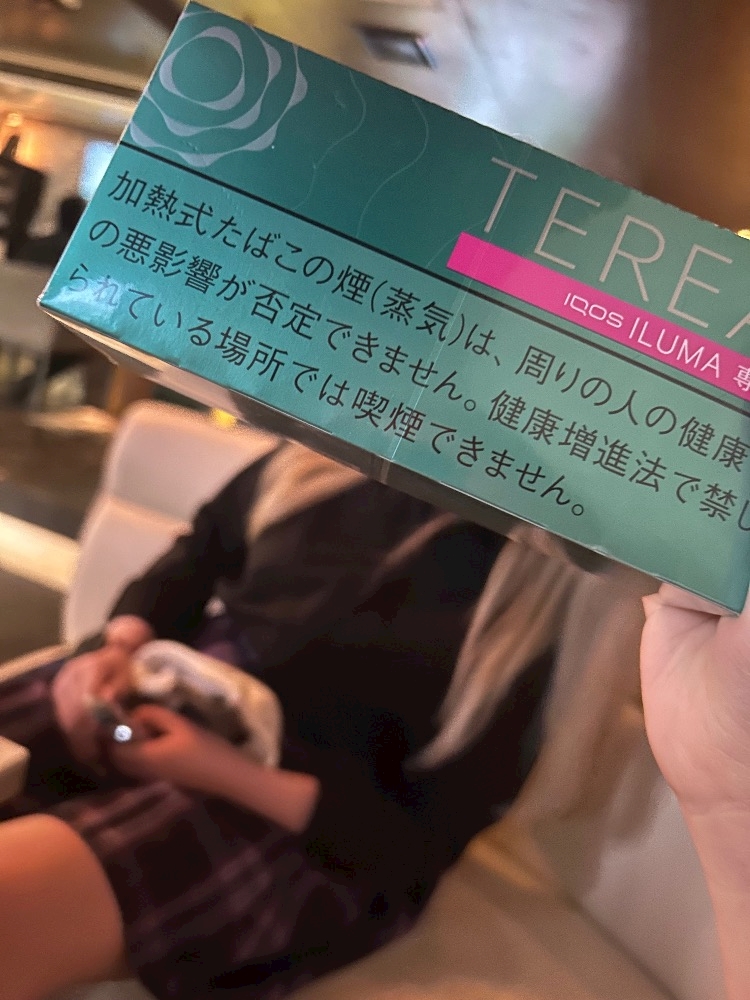 TEREA
IQOS ILUMA 専
加熱式たばこの煙(蒸気)は、周りの人の健康
の悪影響が否定できません。健康増進法で禁じ
られている場所では喫煙できません。